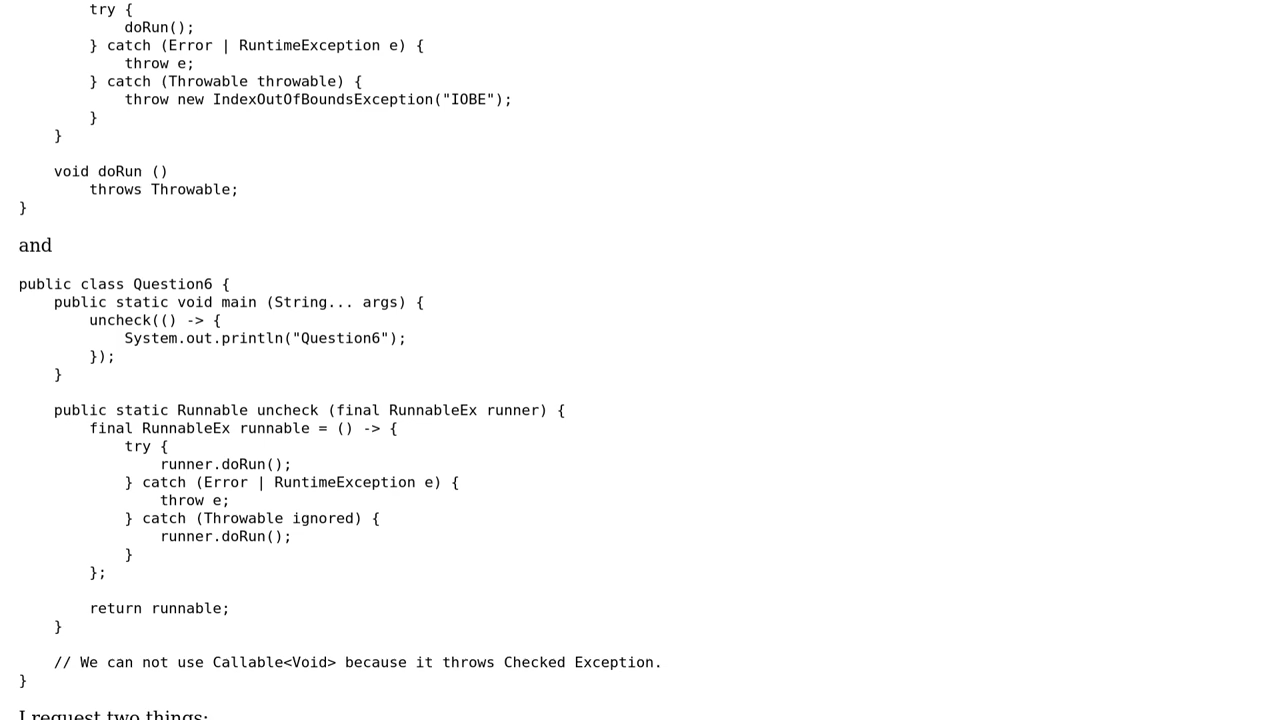 try {
            doRun();
        } catch (Error | RuntimeException e) {
            throw e;
        } catch (Throwable throwable) {
            throw new IndexOutOfBoundsException("IOBE");
        }
    }

    void doRun ()
        throws Throwable;
}
and
public class Question6 {
    public static void main (String... args) {
        uncheck(() -> {
            System.out.println("Question6");
        });
    }

    public static Runnable uncheck (final RunnableEx runner) {
        final RunnableEx runnable = () -> {
            try {
                runner.doRun();
            } catch (Error | RuntimeException e) {
                throw e;
            } catch (Throwable ignored) {
                runner.doRun();
            }
        };

        return runnable;
    }

    // We can not use Callable<Void> because it throws Checked Exception.
}
I request two things: